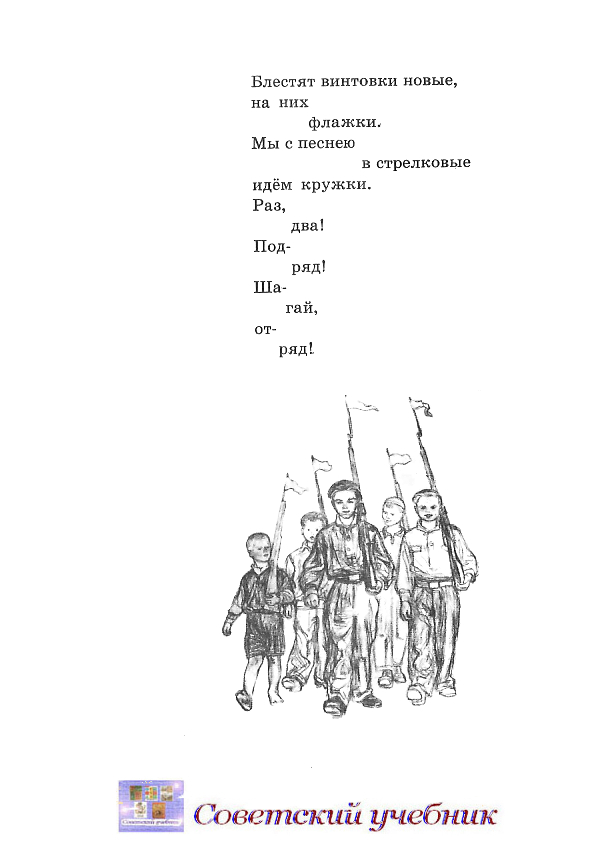 Блестят винтовки новые,
на них
флажки.
Мы с песнею
в стрелковые
идём кружки.
Раз,
два!
Под-
ряд!
Ша-
гай,
от-
ряд!
Советский учебник